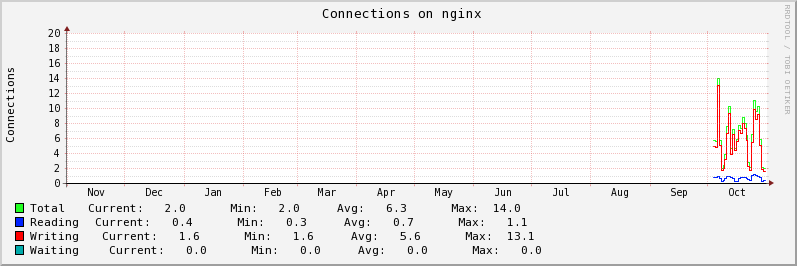 Connections on nginx
RRDTOOL / TOBI OETIKER
Connections
20
18
16
14
12
10
8
6
4
2
0
Nov Dec Jan Feb Mar Apr May Jun Jul Aug Sep Oct
Total Current: 2.0 Min: 2.0 Avg: 6.3 Max: 14.0
Reading Current: 0.4 Min: 0.3 Avg: 0.7 Max: 1.1
Writing Current: 1.6 Min: 1.6 Avg: 5.6 Max: 13.1
Waiting Current: 0.0 Min: 0.0 Avg: 0.0 Max: 0.0